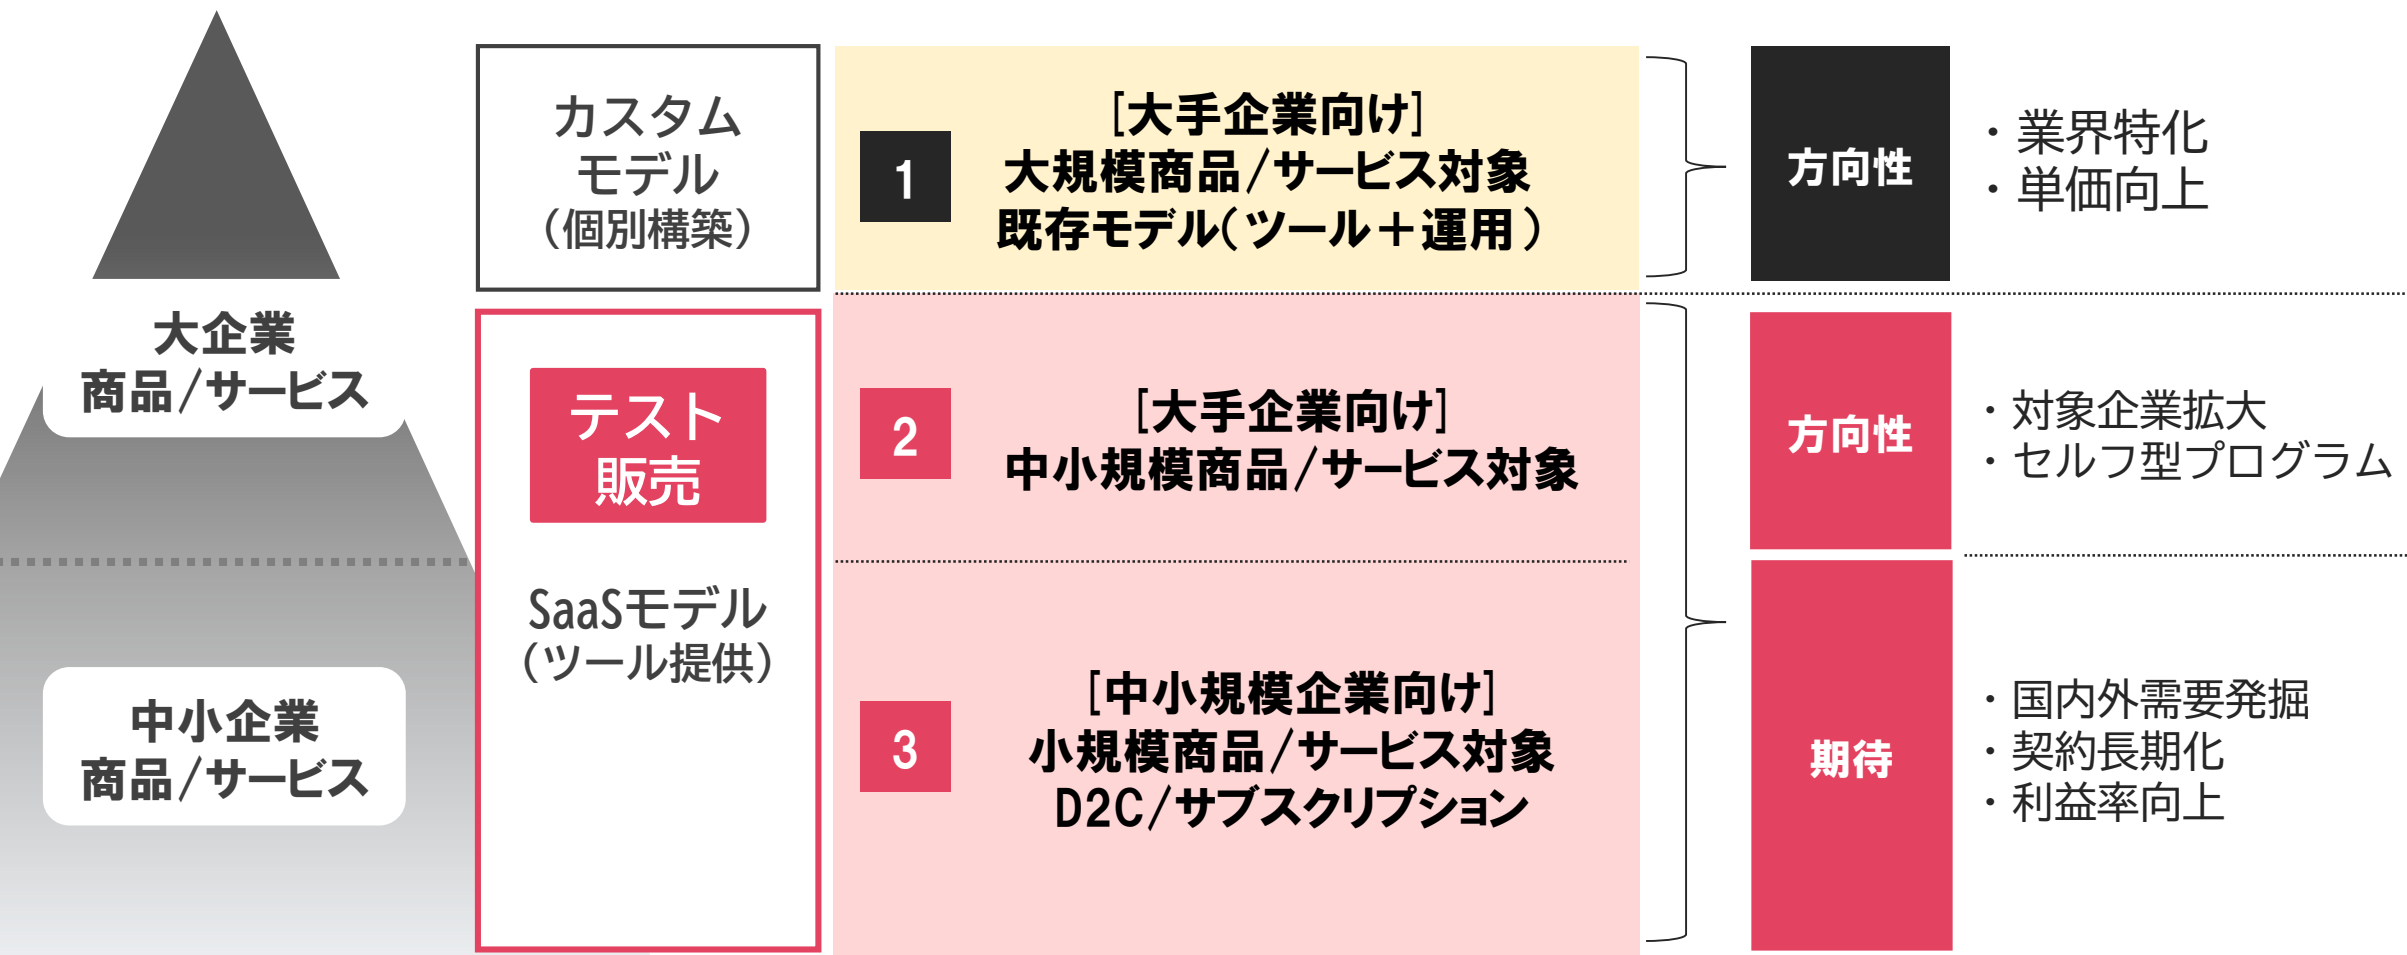 大企業
商品/サービス
中小企業
商品/サービス
カスタム
モデル
（個別構築）
テスト
販売
SaaSモデル
（ツール提供）
1
[大手企業向け]
大規模商品/サービス対象
既存モデル（ツール＋運用）
2
[大手企業向け]
中小規模商品/サービス対象
3
[中小規模企業向け]
小規模商品/サービス対象
D2C/サブスクリプション
方向性
・業界特化
・単価向上
方向性
・対象企業拡大
・セルフ型プログラム
期待
・国内外需要発掘
・契約長期化
・利益率向上